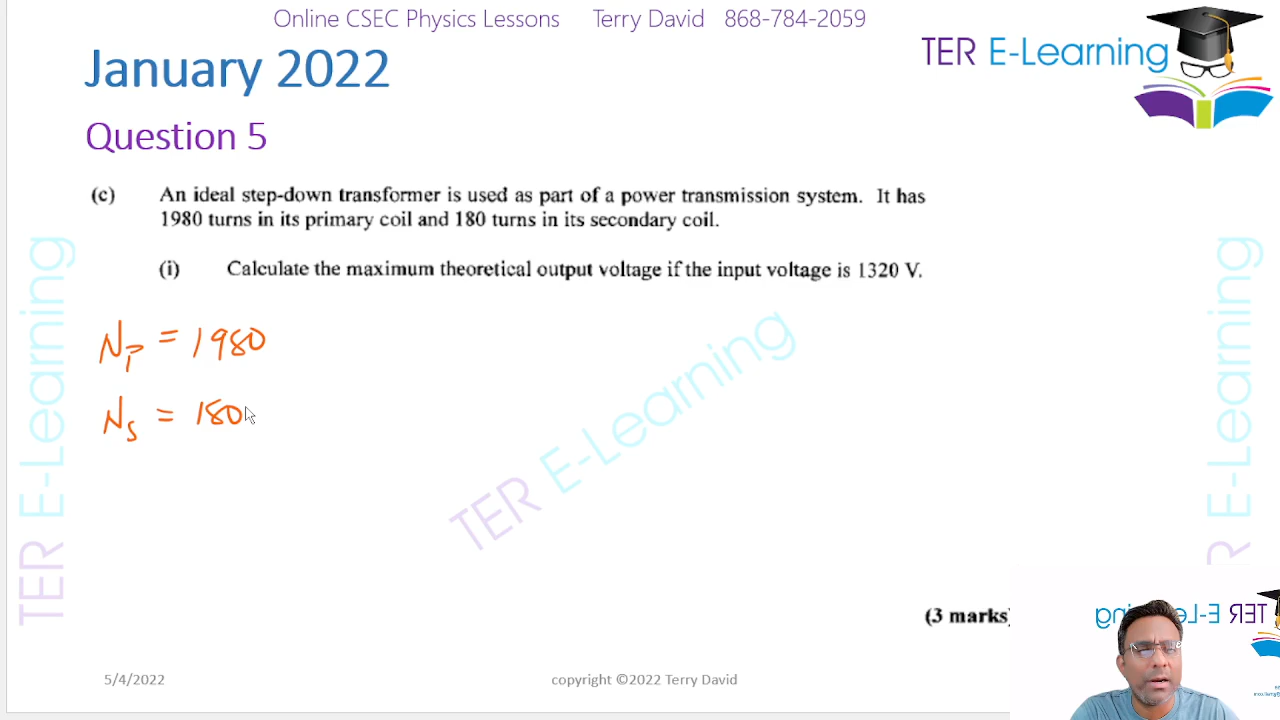 Online CSEC Physics Lessons Terry David 868-784-2059
TER E-Learning
January 2022
Question 5
(c) An ideal step-down transformer is used as part of a power transmission system. It has
1980 turns in its primary coil and 180 turns in its secondary coil.
(i) Calculate the maximum theoretical output voltage if the input voltage is 1320 V.
N_P = 1980
N_S = 180
TER E-Learning
TER E-Learning
R E-Learning
(3 marks)
TER E-Learning
5/4/2022
copyright ©2022 Terry David